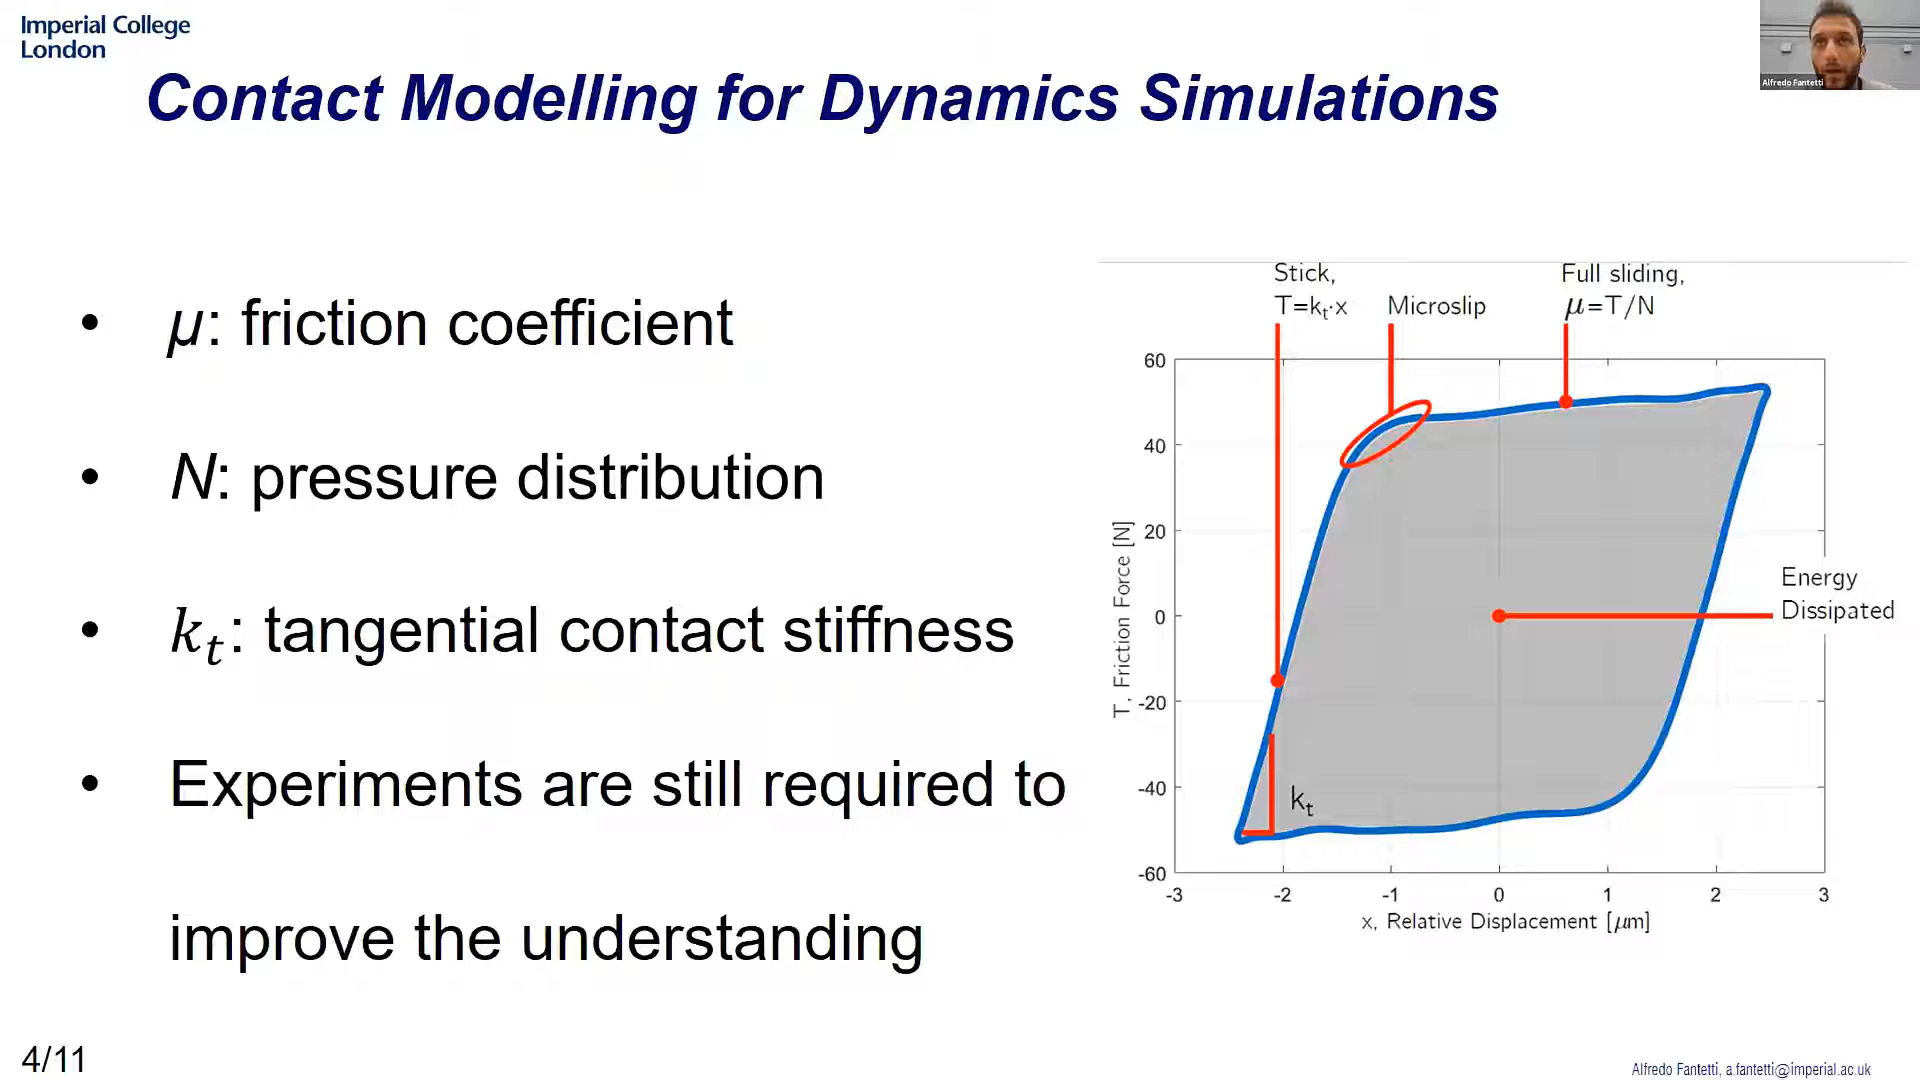 Imperial College
London
Alfredo Fantetti
Contact Modelling for Dynamics Simulations
• μ: friction coefficient
• N: pressure distribution
• kₜ: tangential contact stiffness
• Experiments are still required to
improve the understanding
Stick,
T=kₜ·x
Microslip
Full sliding,
μ=T/N
60
40
20
0
-20
-40
-60
T, Friction Force [N]
Energy
Dissipated
kₜ
-3 -2 -1 0 1 2 3
x, Relative Displacement [μm]
4/11
Alfredo Fantetti, a.fantetti@imperial.ac.uk